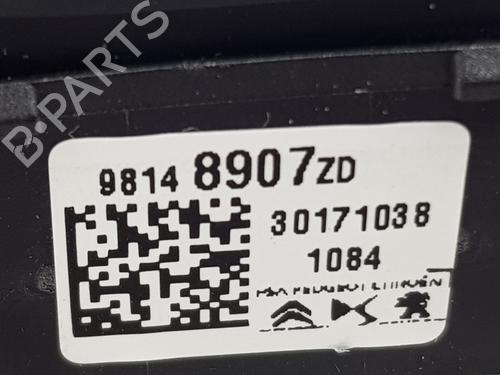 B-PARTS
9814 8907ZD
30171038
1084
PSA PEUGEOT CITROËN